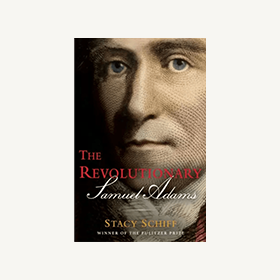 THE
REVOLUTIONARY
Samuel Adams
STACY SCHIFF
WINNER OF THE PULITZER PRIZE